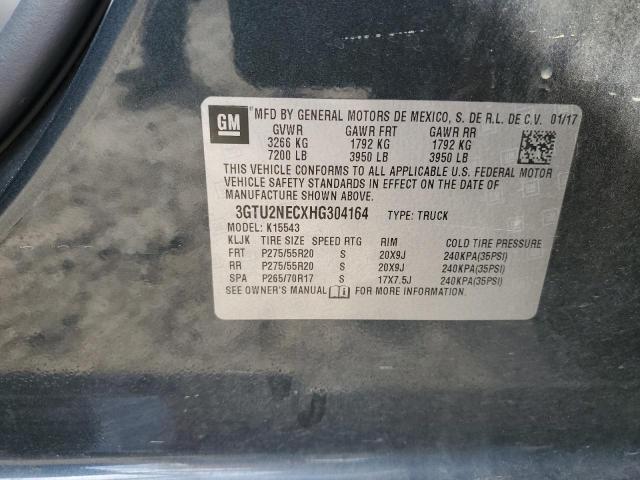 GM MFD BY GENERAL MOTORS DE MEXICO, S. DE R.L. DE C.V. 01/17
GVWR GAWR FRT GAWR RR
3266 KG 1792 KG 1792 KG
7200 LB 3950 LB 3950 LB
THIS VEHICLE CONFORMS TO ALL APPLICABLE U.S. FEDERAL MOTOR
VEHICLE SAFETY STANDARDS IN EFFECT ON THE DATE OF
MANUFACTURE SHOWN ABOVE.
3GTU2NECXHG304164 TYPE: TRUCK
MODEL: K15543
KLJK TIRE SIZE SPEED RTG RIM COLD TIRE PRESSURE
FRT P275/55R20 S 20X9J 240KPA(35PSI)
RR P275/55R20 S 20X9J 240KPA(35PSI)
SPA P265/70R17 S 17X7.5J 240KPA(35PSI)
SEE OWNER'S MANUAL FOR MORE INFORMATION.